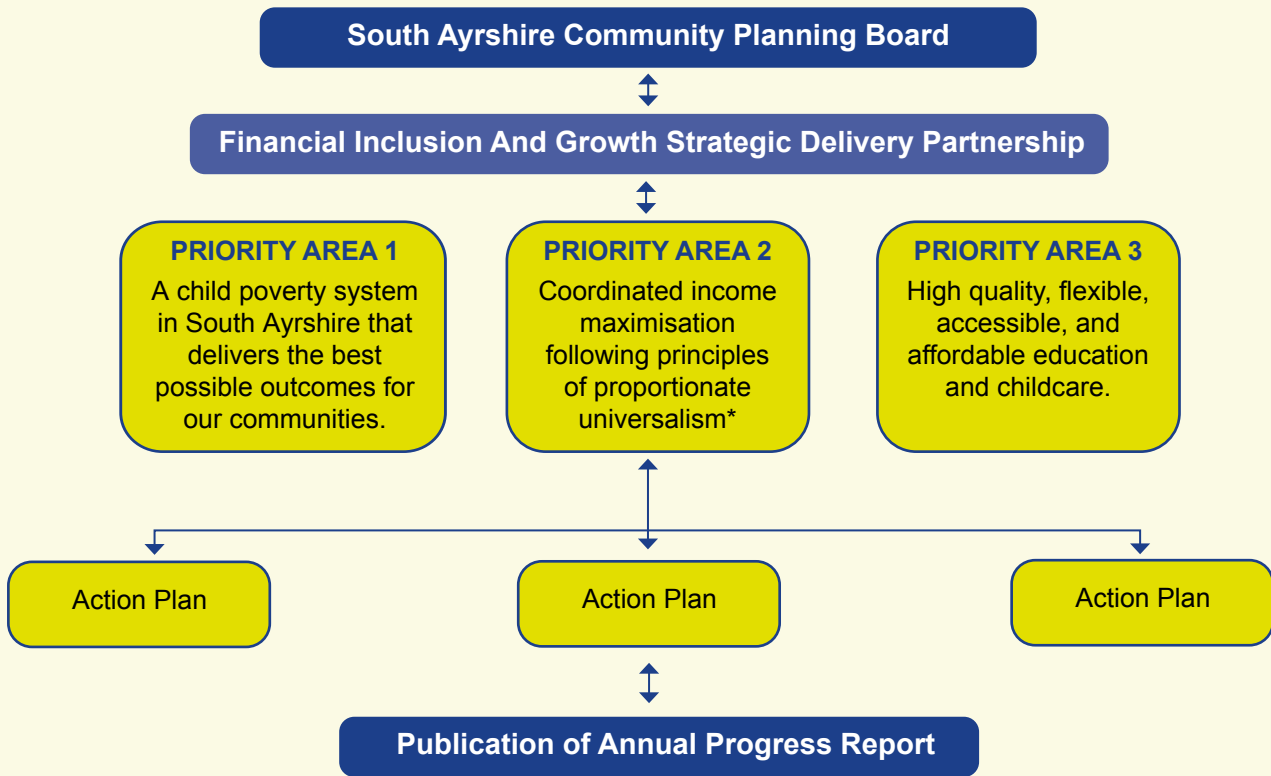 South Ayrshire Community Planning Board
Financial Inclusion And Growth Strategic Delivery Partnership
PRIORITY AREA 1
A child poverty system
in South Ayrshire that
delivers the best
possible outcomes for
our communities.
PRIORITY AREA 2
Coordinated income
maximisation
following principles
of proportionate
universalism*
PRIORITY AREA 3
High quality, flexible,
accessible, and
affordable education
and childcare.
Action Plan
Action Plan
Action Plan
Publication of Annual Progress Report